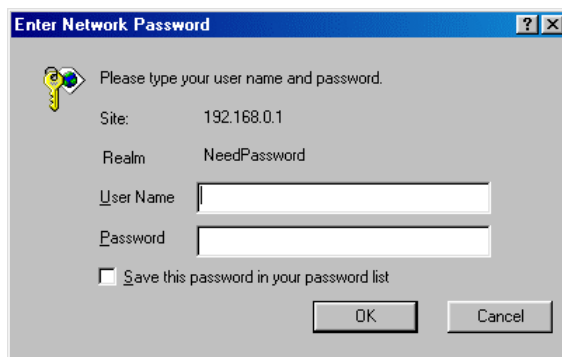 Enter Network Password
Please type your user name and password.
Site: 192.168.0.1
Realm NeedPassword
User Name
Password
Save this password in your password list
OK Cancel